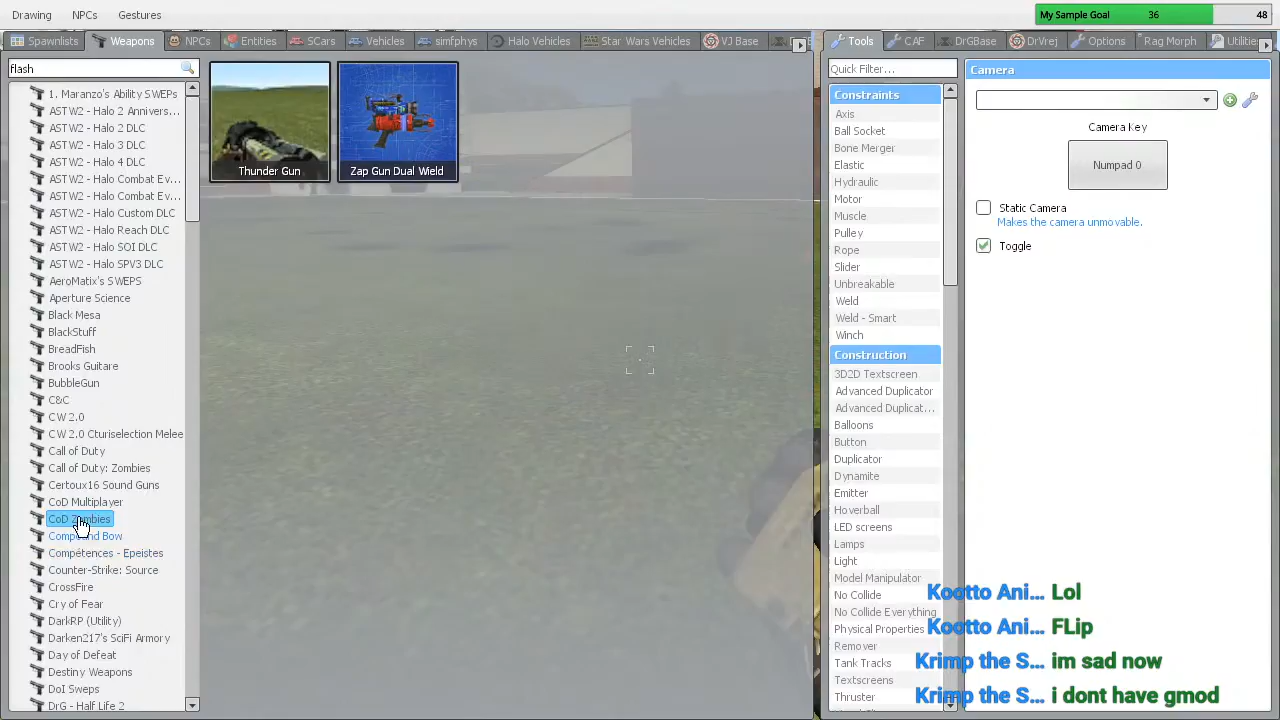 Drawing NPCs Gestures
My Sample Goal 36 48
Spawnlists Weapons NPCs Entities SCars Vehicles simfphys Halo Vehicles Star Wars Vehicles VJ Base
Tools CAF DrGBase DrVrej Options Rag Morph Utilitie
flash
1. Maranzo's Ability SWEPs
ASTW2 - Halo 2 Annivers...
ASTW2 - Halo 2 DLC
ASTW2 - Halo 3 DLC
ASTW2 - Halo 4 DLC
ASTW2 - Halo Combat Ev...
ASTW2 - Halo Combat Ev...
ASTW2 - Halo Custom DLC
ASTW2 - Halo Reach DLC
ASTW2 - Halo SOI DLC
ASTW2 - Halo SPV3 DLC
AeroMatix's SWEPS
Aperture Science
Black Mesa
BlackStuff
BreadFish
Brooks Guitare
BubbleGun
C&C
CW 2.0
CW 2.0 Cturiselection Melee
Call of Duty
Call of Duty: Zombies
Certoux16 Sound Gun
CoD Multiplayer
CoD Zombies
Compound Bow
Compétences - Epeistes
Counter-Strike: Source
CrossFire
Cry of Fear
DarkRP (Utility)
Darken217's SciFi Armory
Day of Defeat
Destiny Weapons
DoI Sweps
DrG - Half Life 2
Thunder Gun
Zap Gun Dual Wield
Quick Filter...
Constraints
Axis
Ball Socket
Bone Merger
Elastic
Hydraulic
Motor
Muscle
Pulley
Rope
Slider
Unbreakable
Weld
Weld - Smart
Winch
Construction
3D2D Textscreen
Advanced Duplicator
Advanced Duplicat...
Balloons
Button
Duplicator
Dynamite
Emitter
Hoverball
LED screens
Lamps
Light
Model Manipulator
No Collide
No Collide Everything
Physical Properties
Remover
Tank Tracks
Textscreens
Thruster
Camera
Camera Key
Numpad 0
Static Camera
Makes the camera unmovable.
Toggle
Kootto Ani... Lol
Kootto Ani... FLip
Krimp the S... im sad now
Krimp the S... i dont have gmod